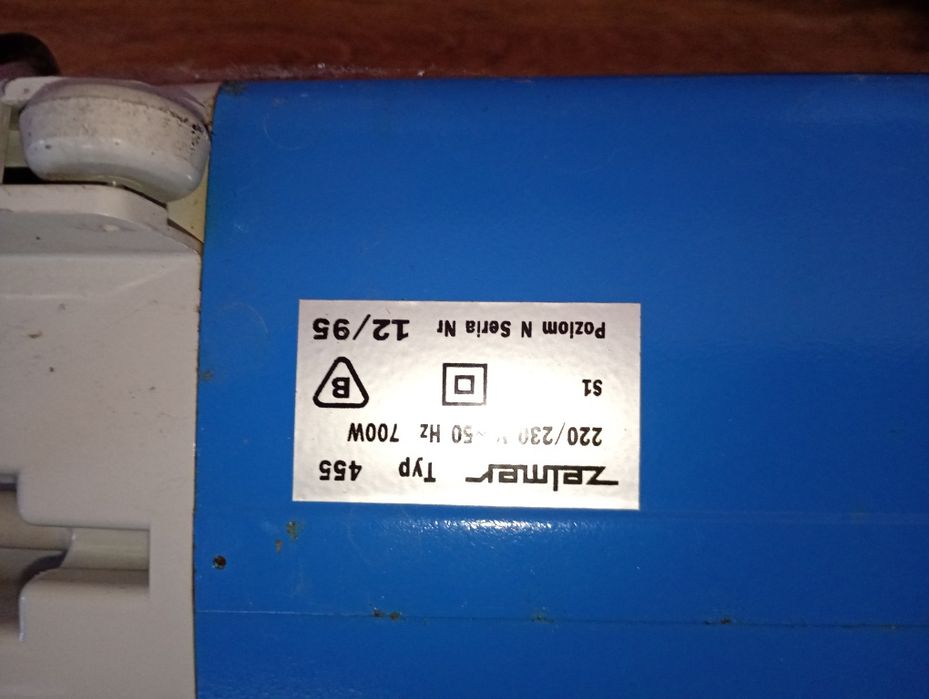 zelmer Typ 455
220/230 V ~50 Hz 700W
S1 B
Poziom N Seria Nr 12/95